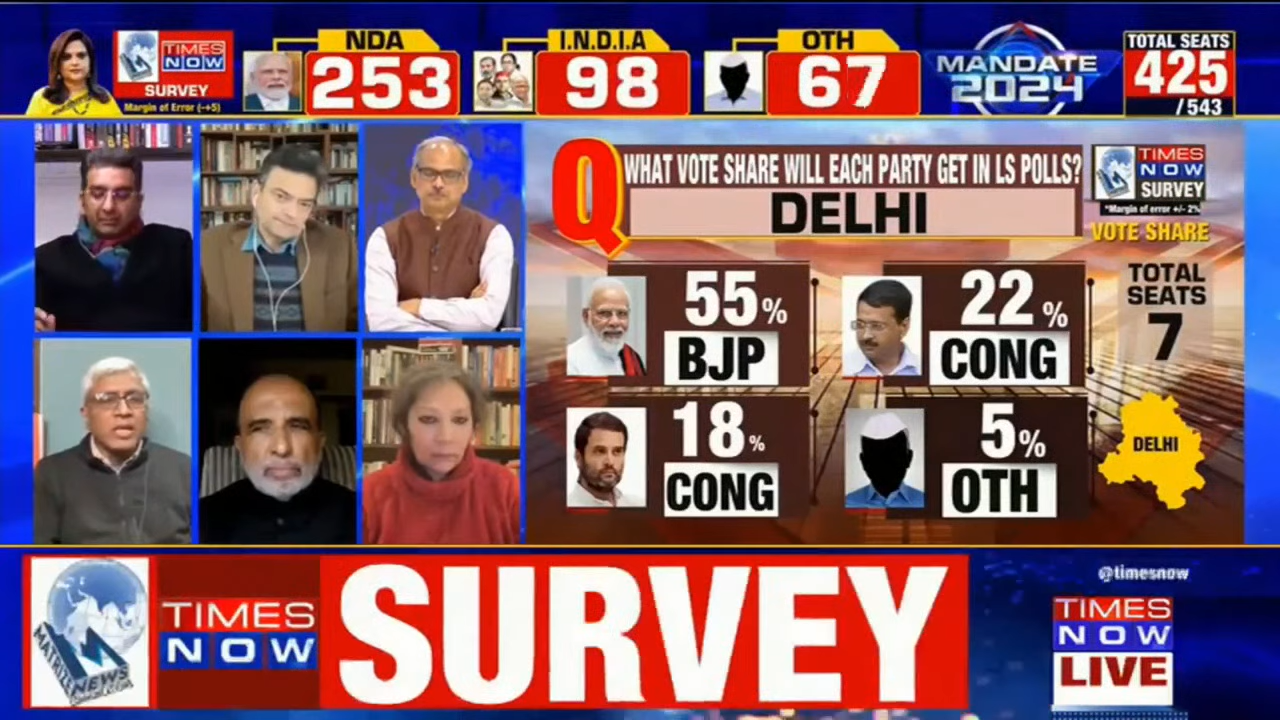 NDA
253
I.N.D.I.A
98
OTH
67
MANDATE
2024
TOTAL SEATS
425
/543
TIMES
NOW
SURVEY
Margin of Error (-+5)
Q
WHAT VOTE SHARE WILL EACH PARTY GET IN LS POLLS?
DELHI
TIMES
NOW
SURVEY
*Margin of error +/- 2%
VOTE SHARE
55%
BJP
22%
CONG
TOTAL
SEATS
7
18%
CONG
5%
OTH
DELHI
MATRIZE
NEWS
TIMES
NOW
SURVEY
@timesnow
TIMES
NOW
LIVE